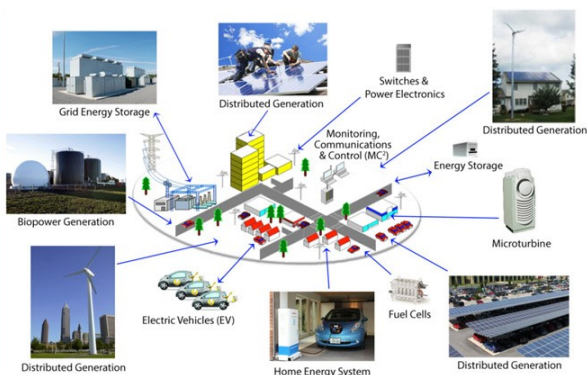 Grid Energy Storage
Distributed Generation
Switches &
Power Electronics
Distributed Generation
Monitoring,
Communications
& Control (MC²)
Energy Storage
Biopower Generation
Microturbine
Electric Vehicles (EV)
Fuel Cells
Distributed Generation
Home Energy System
Distributed Generation